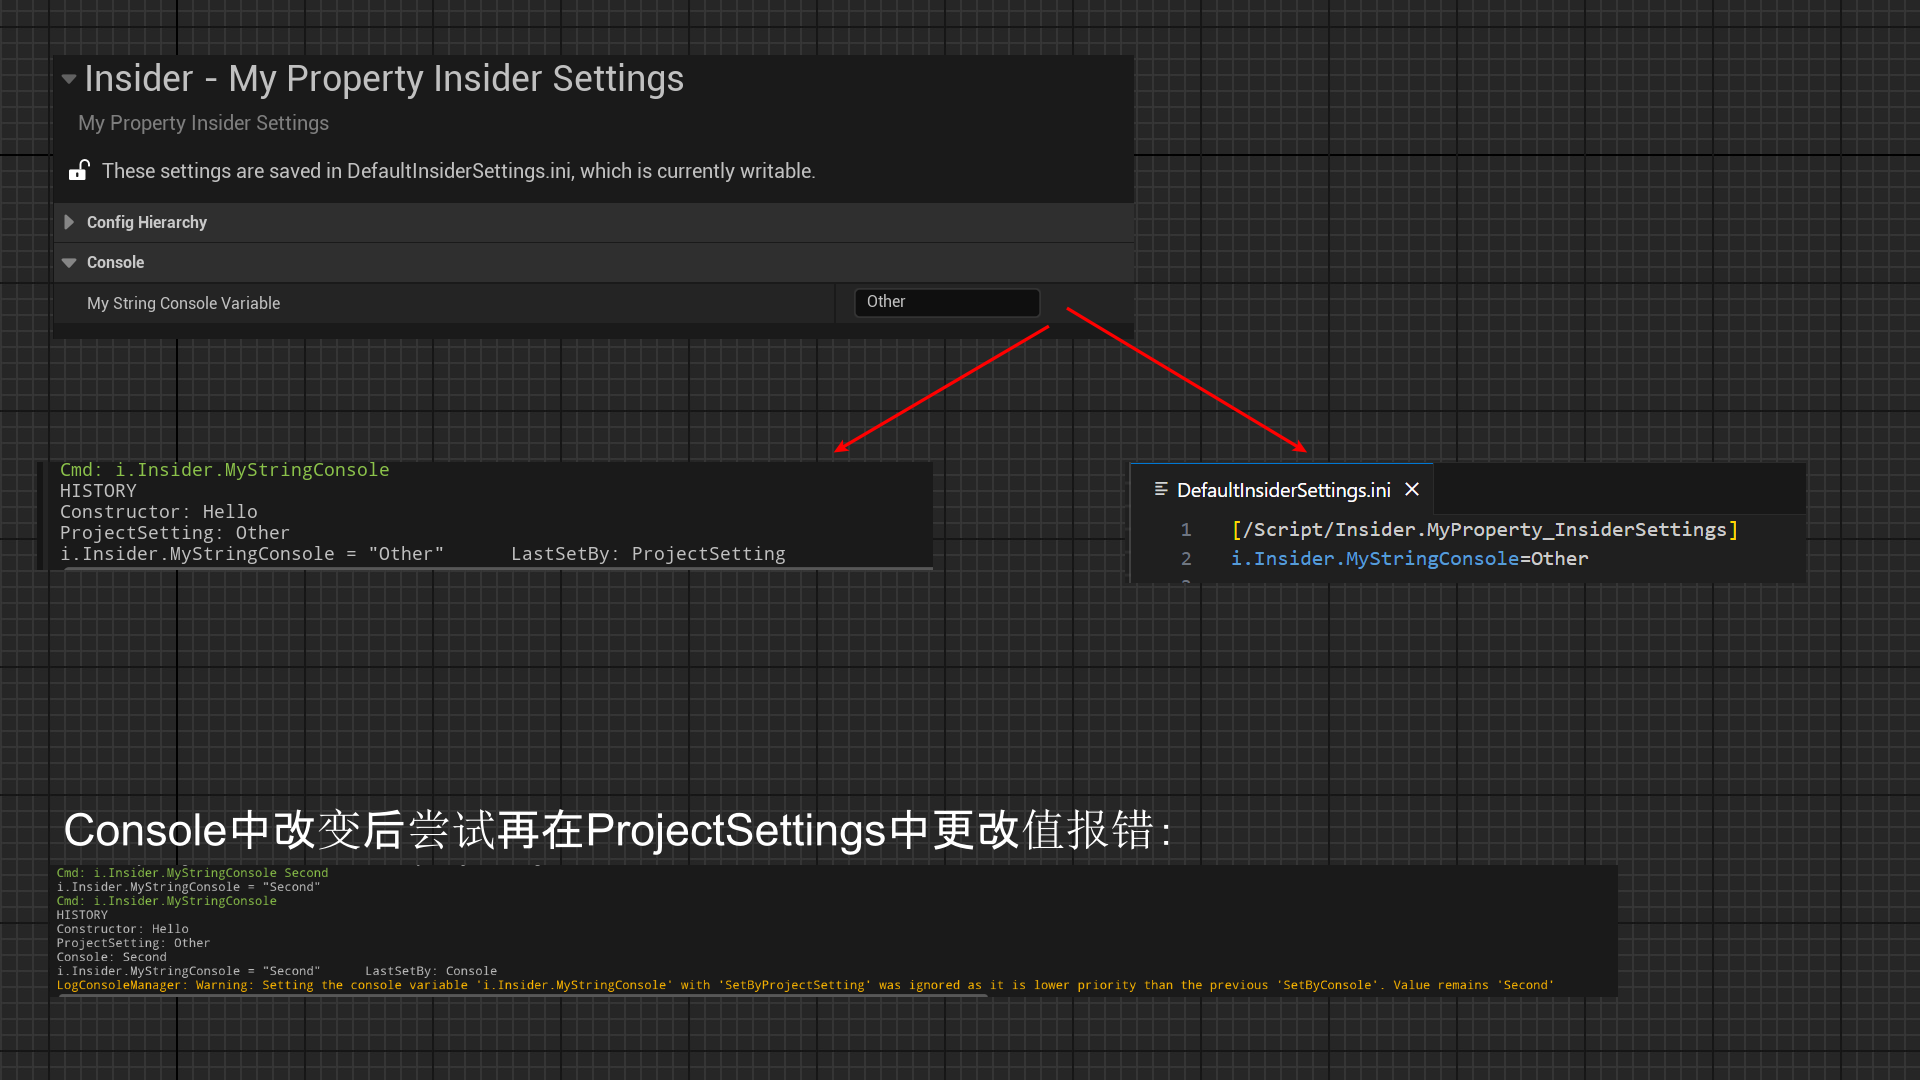 Insider - My Property Insider Settings
My Property Insider Settings
These settings are saved in DefaultInsiderSettings.ini, which is currently writable.
Config Hierarchy
Console
My String Console Variable
Other
Cmd: i.Insider.MyStringConsole
HISTORY
Constructor: Hello
ProjectSetting: Other
i.Insider.MyStringConsole = "Other" LastSetBy: ProjectSetting
DefaultInsiderSettings.ini
1 [/Script/Insider.MyProperty_InsiderSettings]
2 i.Insider.MyStringConsole=Other
Console中改变后尝试再在ProjectSettings中更改值报错：
Cmd: i.Insider.MyStringConsole Second
i.Insider.MyStringConsole = "Second"
Cmd: i.Insider.MyStringConsole
HISTORY
Constructor: Hello
ProjectSetting: Other
Console: Second
i.Insider.MyStringConsole = "Second" LastSetBy: Console
LogConsoleManager: Warning: Setting the console variable 'i.Insider.MyStringConsole' with 'SetByProjectSetting' was ignored as it is lower priority than the previous 'SetByConsole'. Value remains 'Second'